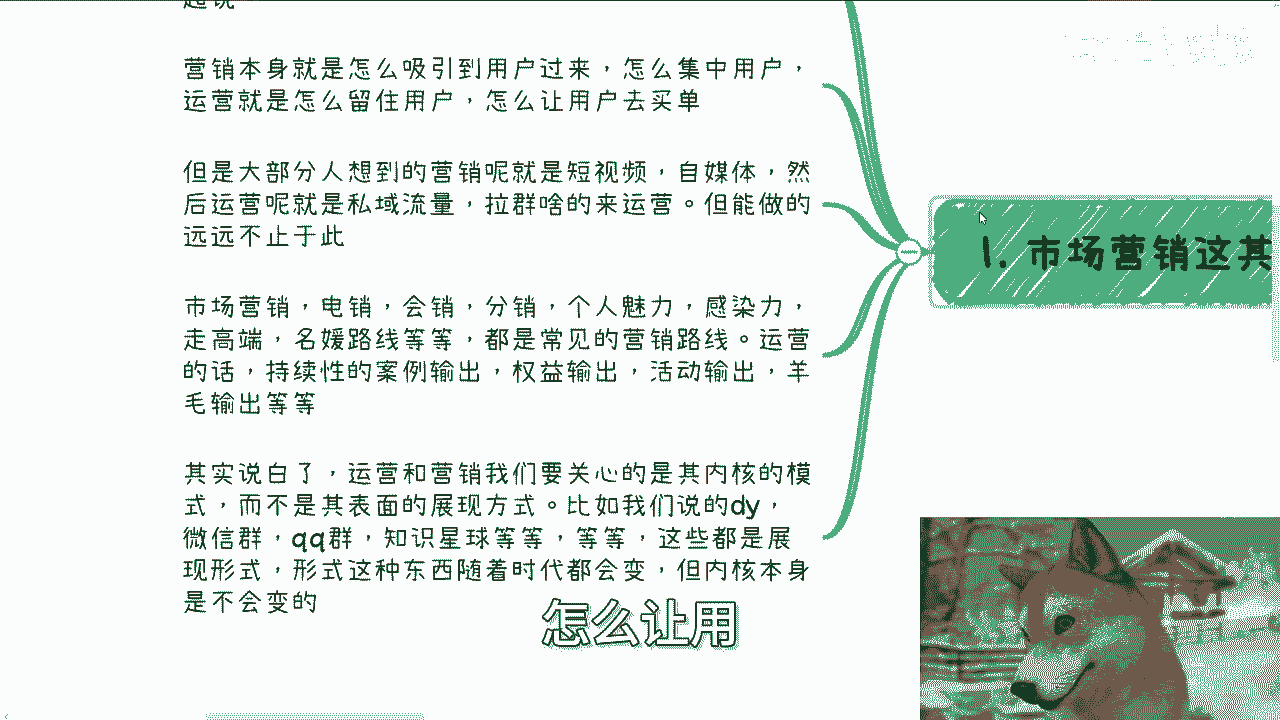 营销本身就是怎么吸引到用户过来，怎么集中用户，
运营就是怎么留住用户，怎么让用户去买单
但是大部分人想到的营销呢就是短视频，自媒体，然
后运营呢就是私域流量，拉群啥的来运营。但能做的
远远不止于此
市场营销，电销，会销，分销，个人魅力，感染力，
走高端，名媛路线等等，都是常见的营销路线。运营
的话，持续性的案例输出，权益输出，活动输出，羊
毛输出等等
其实说白了，运营和营销我们要关心的是其内核的模
式，而不是其表面的展现方式。比如我们说的dy，
微信群，qq群，知识星球等等，等等，这些都是展
现形式，形式这种东西随着时代都会变，但内核本身
是不会变的
1. 市场营销这其
怎么让用